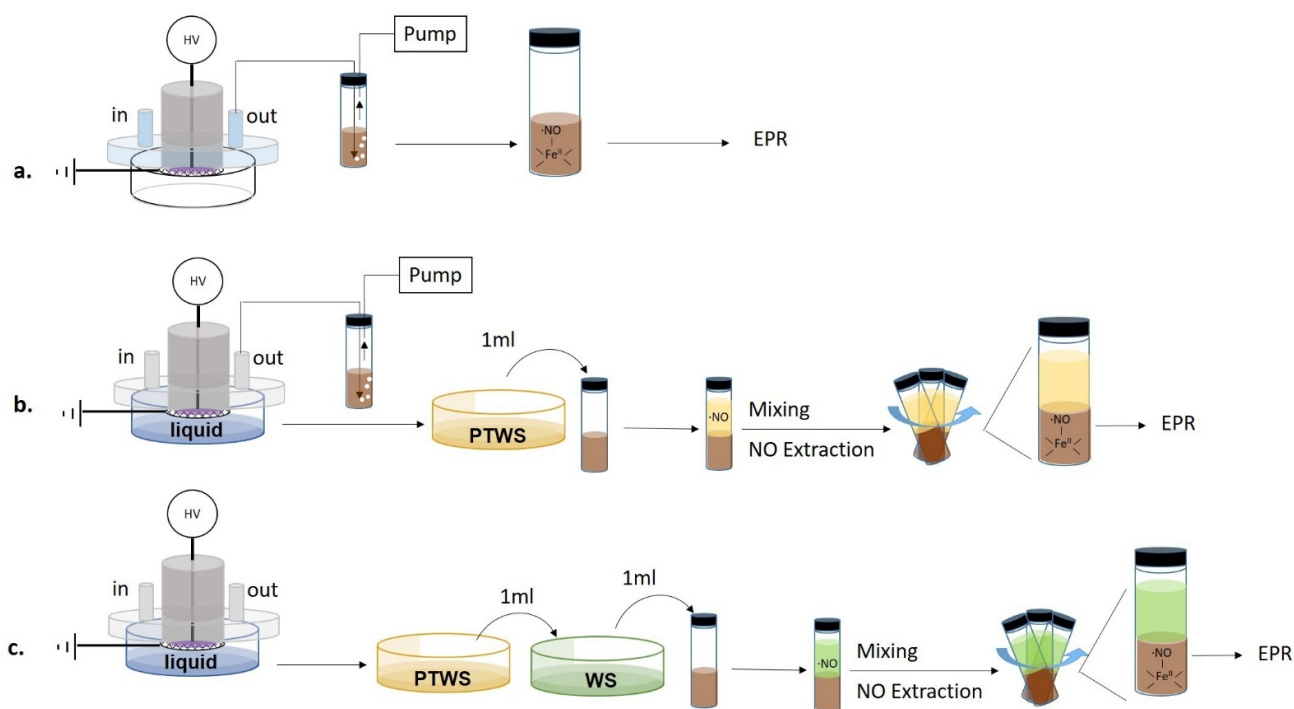 HV
Pump
in
out
·NO
Fe^II
EPR
a.
HV
Pump
in
out
1ml
liquid
PTWS
·NO
Mixing
NO Extraction
·NO
Fe^II
EPR
b.
HV
in
out
1ml
1ml
liquid
PTWS
WS
·NO
Mixing
NO Extraction
·NO
Fe^II
EPR
c.